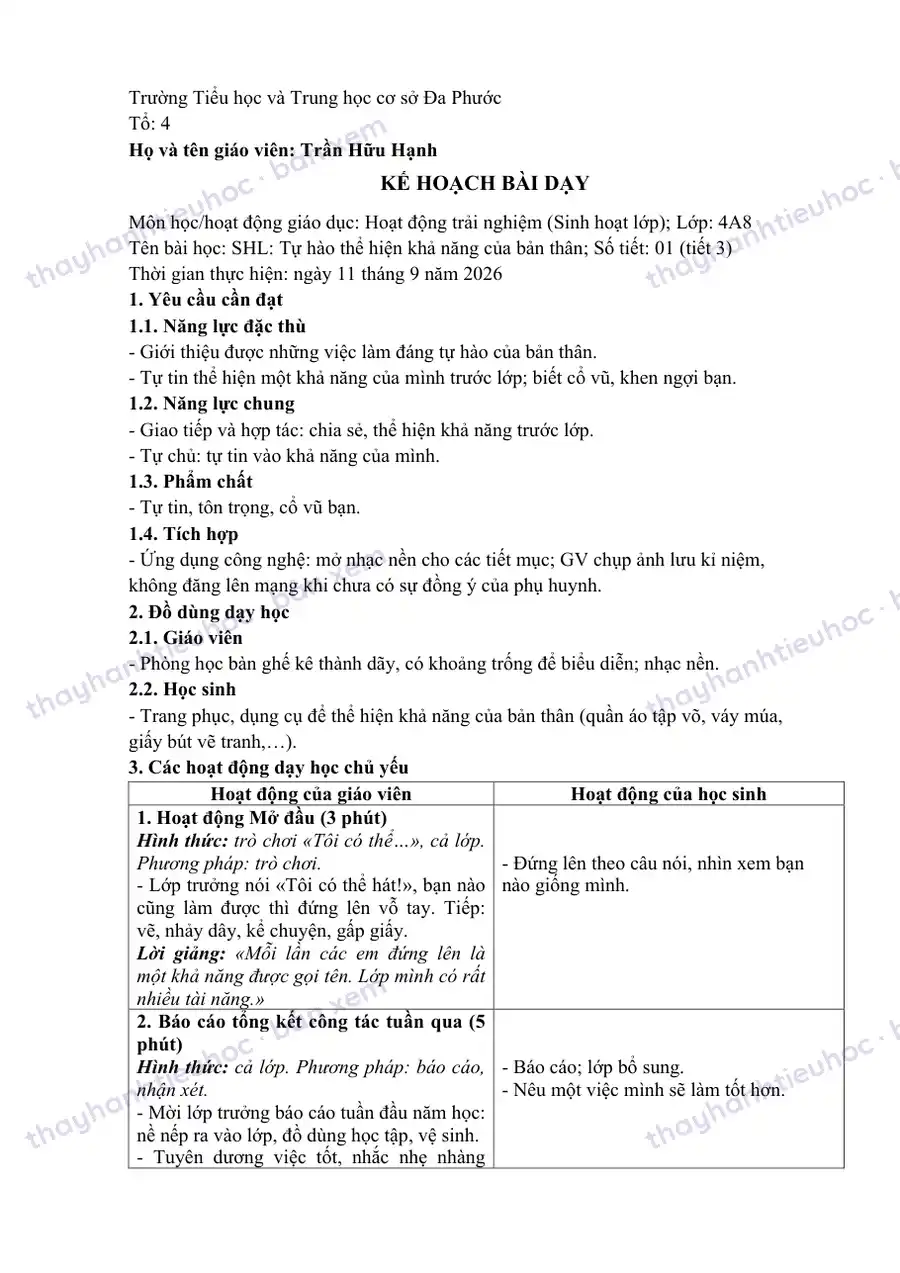 Trường Tiểu học và Trung học cơ sở Đa Phước
Tổ: 4
Họ và tên giáo viên: Trần Hữu Hạnh
KẾ HOẠCH BÀI DẠY
Môn học/hoạt động giáo dục: Hoạt động trải nghiệm (Sinh hoạt lớp); Lớp: 4A8
Tên bài học: SHL: Tự hào thể hiện khả năng của bản thân; Số tiết: 01 (tiết 3)
Thời gian thực hiện: ngày 11 tháng 9 năm 2026
1. Yêu cầu cần đạt
1.1. Năng lực đặc thù
- Giới thiệu được những việc làm đáng tự hào của bản thân.
- Tự tin thể hiện một khả năng của mình trước lớp; biết cổ vũ, khen ngợi bạn.
1.2. Năng lực chung
- Giao tiếp và hợp tác: chia sẻ, thể hiện khả năng trước lớp.
- Tự chủ: tự tin vào khả năng của mình.
1.3. Phẩm chất
- Tự tin, tôn trọng, cổ vũ bạn.
1.4. Tích hợp
- Ứng dụng công nghệ: mở nhạc nền cho các tiết mục; GV chụp ảnh lưu kỉ niệm,
không đăng lên mạng khi chưa có sự đồng ý của phụ huynh.
2. Đồ dùng dạy học
2.1. Giáo viên
- Phòng học bàn ghế kê thành dãy, có khoảng trống để biểu diễn; nhạc nền.
2.2. Học sinh
- Trang phục, dụng cụ để thể hiện khả năng của bản thân (quần áo tập võ, váy múa,
giấy bút vẽ tranh,…).
3. Các hoạt động dạy học chủ yếu
Hoạt động của giáo viên
Hoạt động của học sinh
1. Hoạt động Mở đầu (3 phút)
Hình thức: trò chơi «Tôi có thể…», cả lớp.
Phương pháp: trò chơi.
- Lớp trưởng nói «Tôi có thể hát!», bạn nào
cũng làm được thì đứng lên vỗ tay. Tiếp:
vẽ, nhảy dây, kể chuyện, gấp giấy.
Lời giảng: «Mỗi lần các em đứng lên là
một khả năng được gọi tên. Lớp mình có rất
nhiều tài năng.»
- Đứng lên theo câu nói, nhìn xem bạn
nào giống mình.
2. Báo cáo tổng kết công tác tuần qua (5
phút)
Hình thức: cả lớp. Phương pháp: báo cáo,
nhận xét.
- Mời lớp trưởng báo cáo tuần đầu năm học:
nề nếp ra vào lớp, đồ dùng học tập, vệ sinh.
- Tuyên dương việc tốt, nhắc nhẹ nhàng
- Báo cáo; lớp bổ sung.
- Nêu một việc mình sẽ làm tốt hơn.
thayhanhtieuhoc · bản xem
thayhanhtieuhoc · b
thayhanhtieuhoc · bản xem
thayhanhtieuhoc · b
thayhanhtieuhoc · bản xem
thayhanhtieuhoc · b